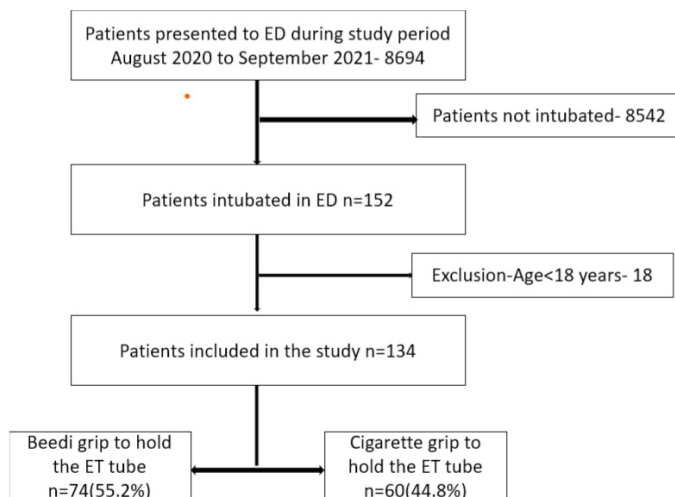 Patients presented to ED during study period
August 2020 to September 2021- 8694
Patients not intubated- 8542
Patients intubated in ED n=152
Exclusion-Age<18 years- 18
Patients included in the study n=134
Beedi grip to hold
the ET tube
n=74(55.2%)
Cigarette grip to
hold the ET tube
n=60(44.8%)